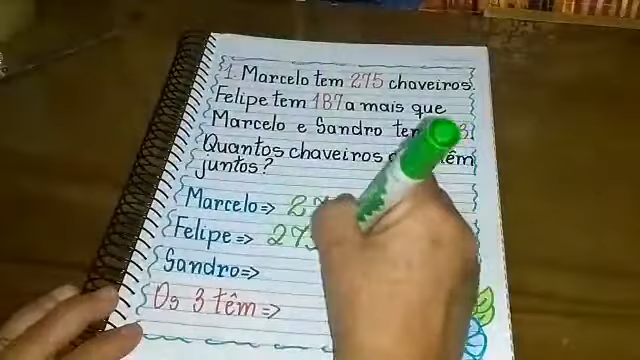 1. Marcelo tem 275 chaveiros.
Felipe tem 187 a mais que
Marcelo e Sandro tem
Quantos chaveiros
juntos?
Marcelo=>
Felipe=>
Sandro=>
Os 3 têm=>